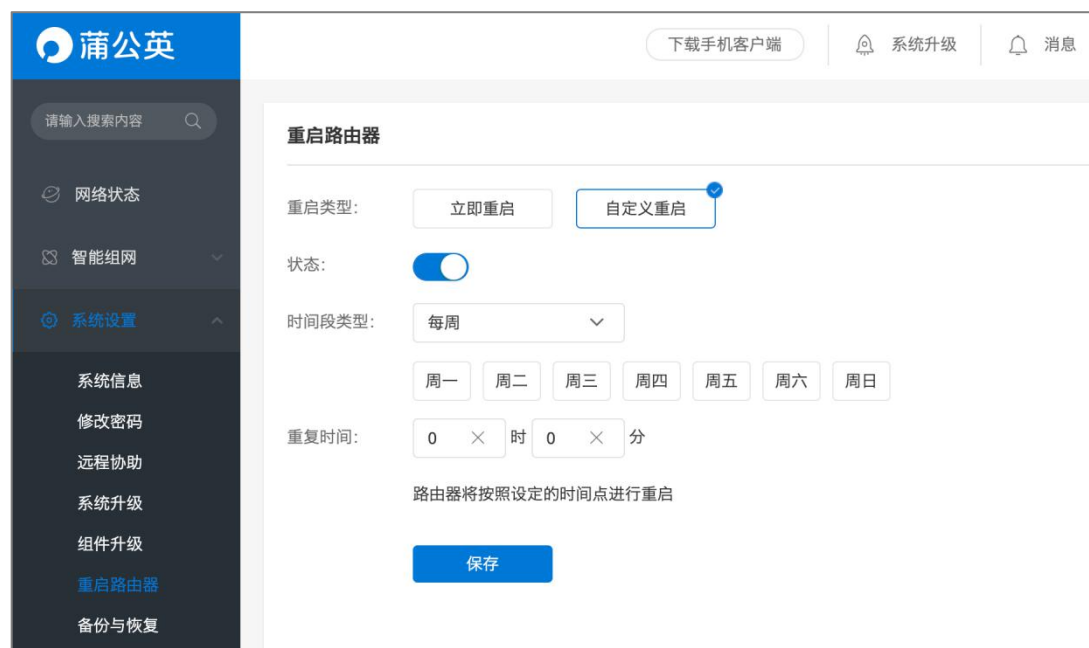 蒲公英
下载手机客户端
系统升级
消息
请输入搜索内容
网络状态
智能组网
系统设置
系统信息
修改密码
远程协助
系统升级
组件升级
重启路由器
备份与恢复
重启路由器
重启类型: 立即重启 自定义重启
状态:
时间段类型: 每周
周一 周二 周三 周四 周五 周六 周日
重复时间: 0 时 0 分
路由器将按照设定的时间点进行重启
保存